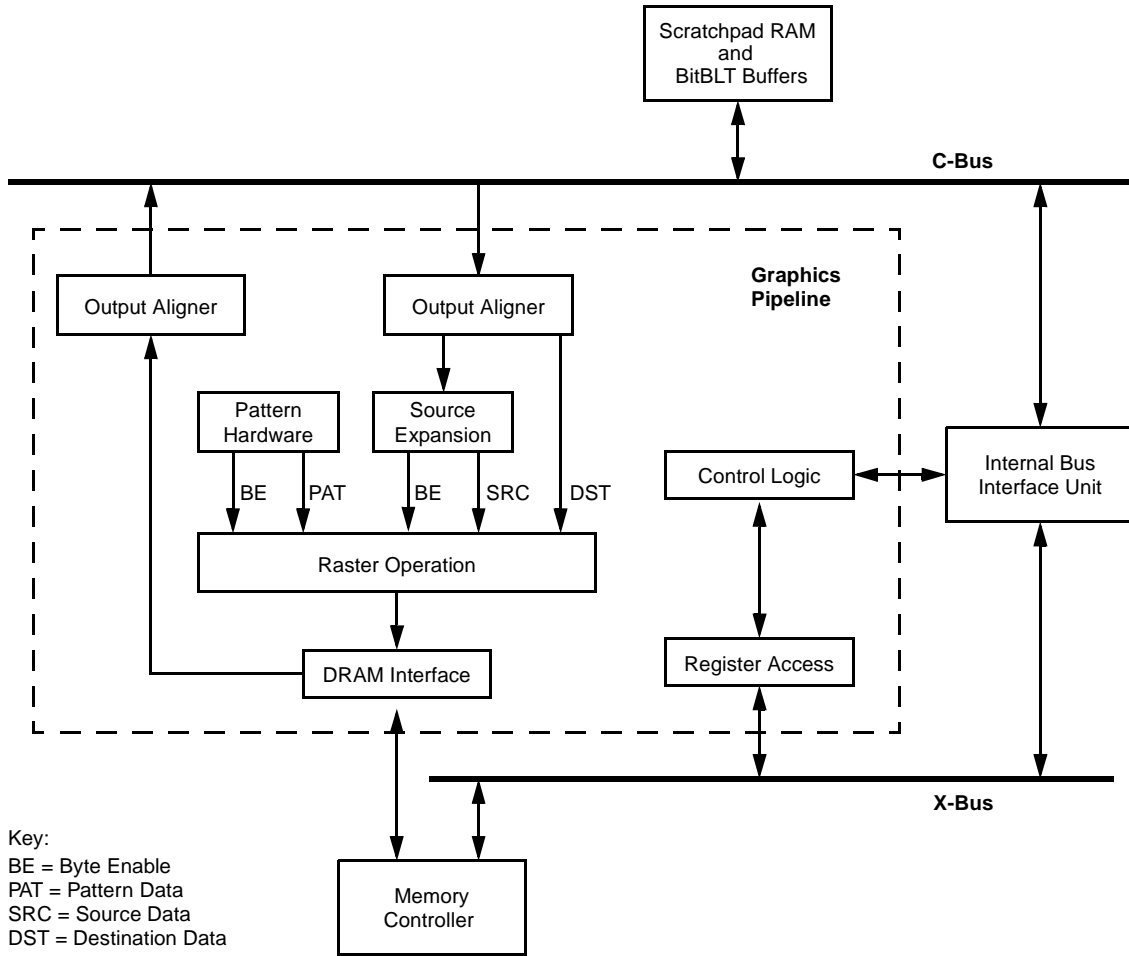 Scratchpad RAM
and
BitBLT Buffers
C-Bus
Graphics
Pipeline
Output Aligner
Output Aligner
Pattern
Hardware
Source
Expansion
Control Logic
Internal Bus
Interface Unit
BE
PAT
BE
SRC
DST
Raster Operation
Register Access
DRAM Interface
X-Bus
Key:
BE = Byte Enable
PAT = Pattern Data
SRC = Source Data
DST = Destination Data
Memory
Controller